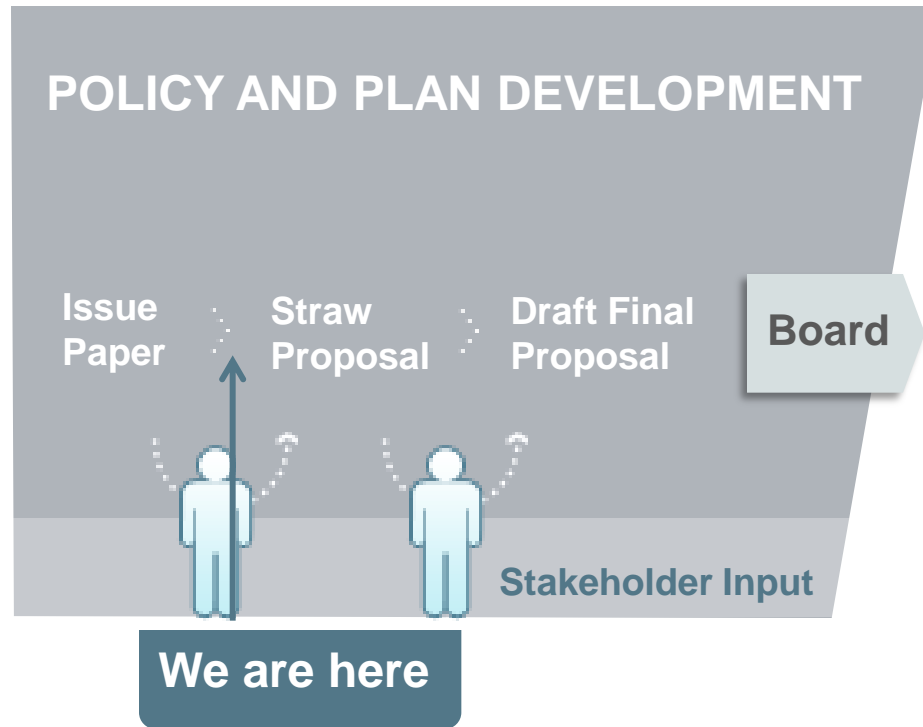 POLICY AND PLAN DEVELOPMENT
Issue
Paper
Straw
Proposal
Draft Final
Proposal
Board
Stakeholder Input
We are here